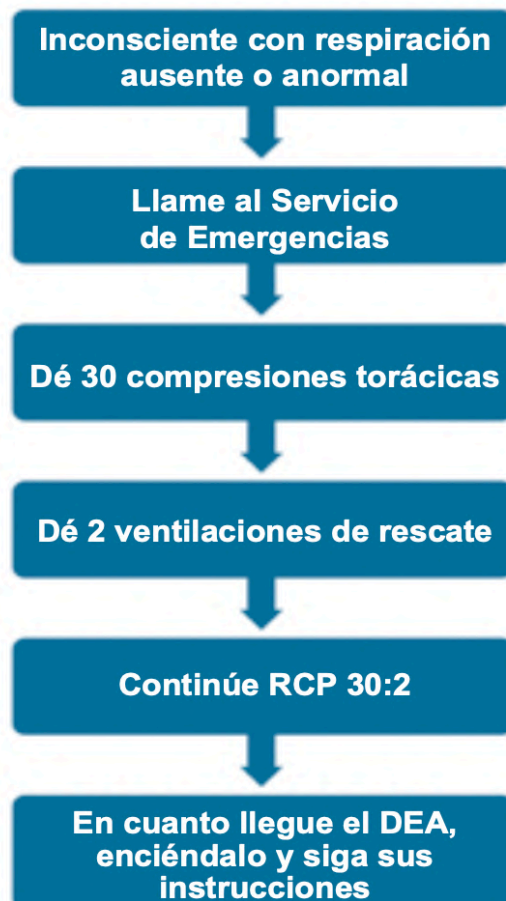 Inconsciente con respiración
ausente o anormal
Llame al Servicio
de Emergencias
Dé 30 compresiones torácicas
Dé 2 ventilaciones de rescate
Continúe RCP 30:2
En cuanto llegue el DEA,
enciéndalo y siga sus
instrucciones